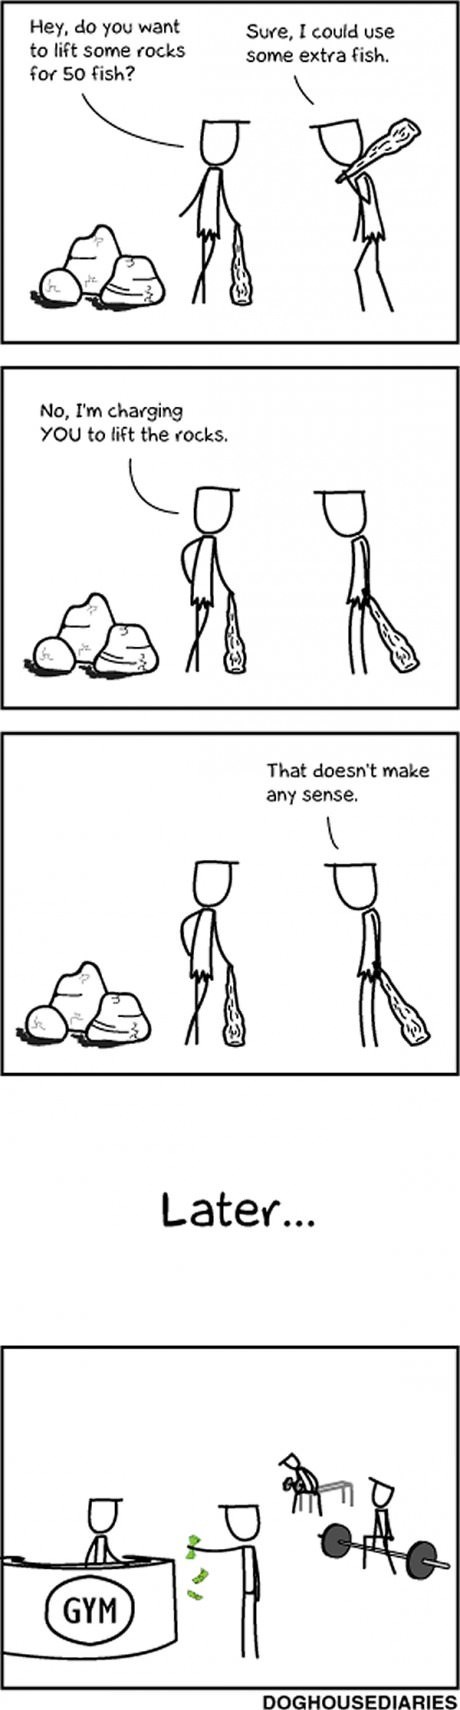 Hey, do you want
to lift some rocks
for 50 fish?
Sure, I could use
some extra fish.
No, I'm charging
YOU to lift the rocks.
That doesn't make
any sense.
Later...
GYM
DOGHOUSEDIARIES